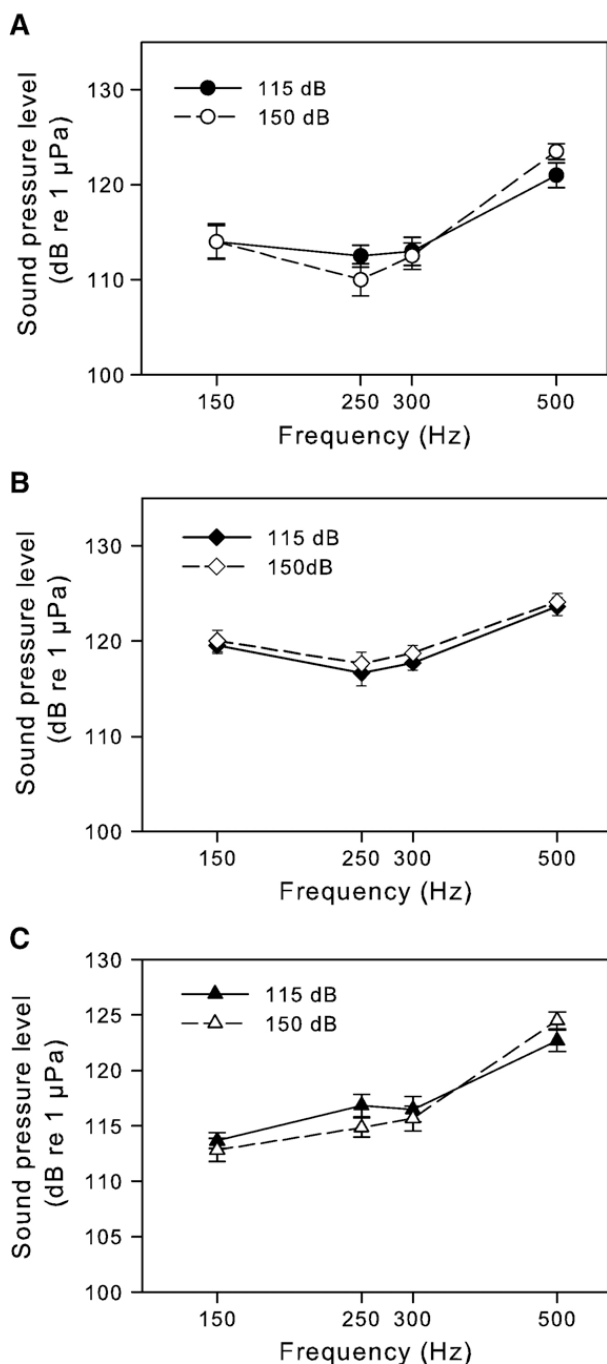 A
Sound pressure level
(dB re 1 µPa)
130
120
110
100
115 dB
150 dB
150 250 300 500
Frequency (Hz)
B
Sound pressure level
(dB re 1 µPa)
130
120
110
100
115 dB
150dB
150 250 300 500
Frequency (Hz)
C
Sound pressure level
(dB re 1 µPa)
130
125
120
115
110
105
100
115 dB
150 dB
150 250 300 500
Frequency (Hz)